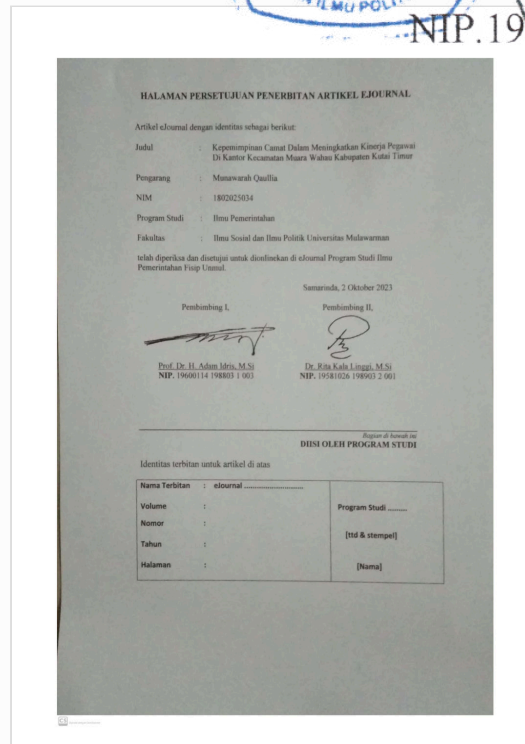 ILMU POLI
NIP.19
HALAMAN PERSETUJUAN PENERBITAN ARTIKEL EJOURNAL
Artikel eJournal dengan identitas sebagai berikut:
Judul : Kepemimpinan Camat Dalam Meningkatkan Kinerja Pegawai
Di Kantor Kecamatan Muara Wahau Kabupaten Kutai Timur
Pengarang : Munawarah Qaullia
NIM : 1802025034
Program Studi : Ilmu Pemerintahan
Fakultas : Ilmu Sosial dan Ilmu Politik Universitas Mulawarman
telah diperiksa dan disetujui untuk dionlinekan di eJournal Program Studi Ilmu
Pemerintahan Fisip Unmul.
Samarinda, 2 Oktober 2023
Pembimbing I, Pembimbing II,
Prof. Dr. H. Adam Idris, M.Si Dr. Rita Kala Linggi, M.Si
NIP. 19600114 198803 1 003 NIP. 19581026 198903 2 001
Bagian di bawah ini
DIISI OLEH PROGRAM STUDI
Identitas terbitan untuk artikel di atas
Nama Terbitan : eJournal ............................
Volume : Program Studi .........
Nomor :
[ttd & stempel]
Tahun :
Halaman : [Nama]